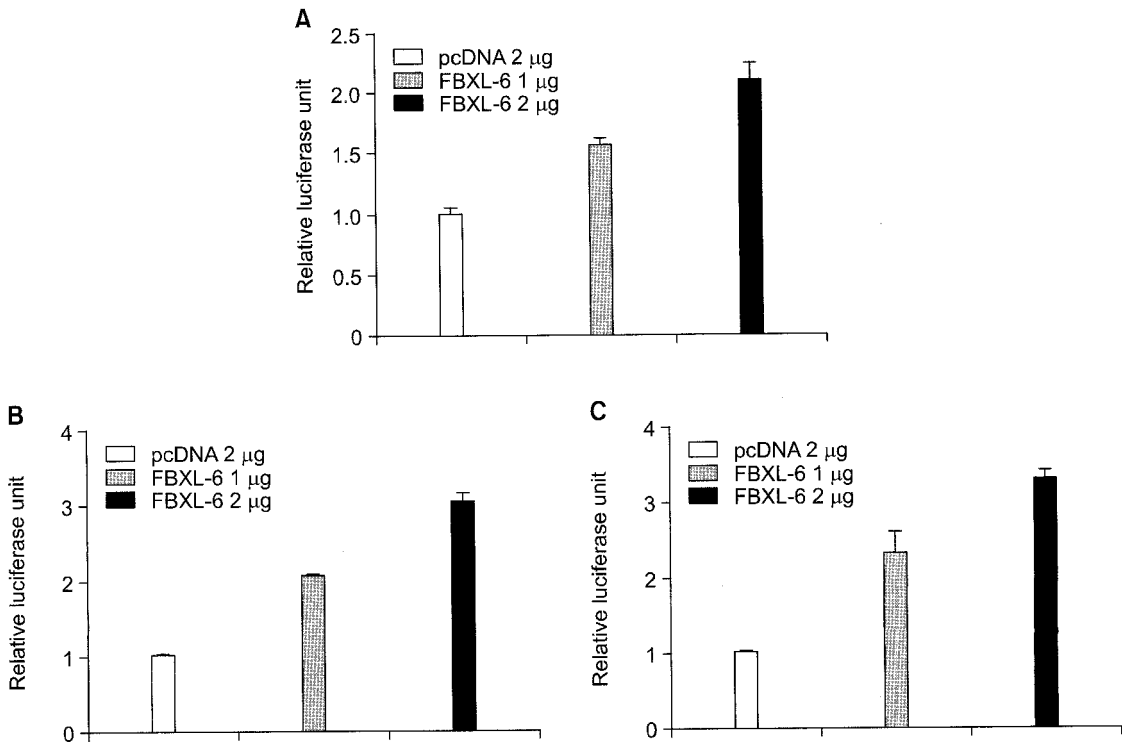 A
2.5
2.0
1.5
1.0
0.5
0
Relative luciferase unit
pcDNA 2 μg
FBXL-6 1 μg
FBXL-6 2 μg
B
4
3
2
1
0
Relative luciferase unit
pcDNA 2 μg
FBXL-6 1 μg
FBXL-6 2 μg
C
4
3
2
1
0
Relative luciferase unit
pcDNA 2 μg
FBXL-6 1 μg
FBXL-6 2 μg